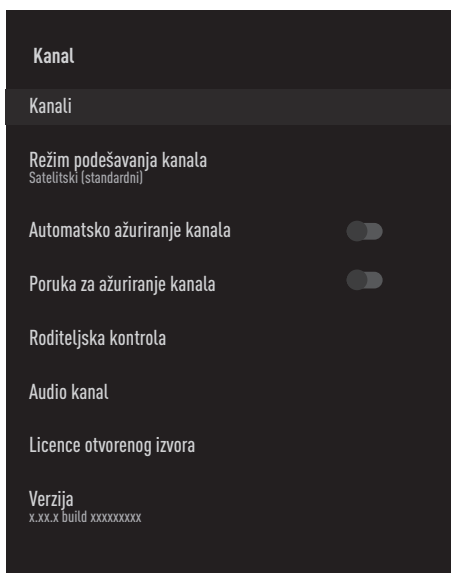 Kanal
Kanali
Režim podešavanja kanala
Satelitski (standardni)
Automatsko ažuriranje kanala
Poruka za ažuriranje kanala
Roditeljska kontrola
Audio kanal
Licence otvorenog izvora
Verzija
x.xx.x build xxxxxxxxx